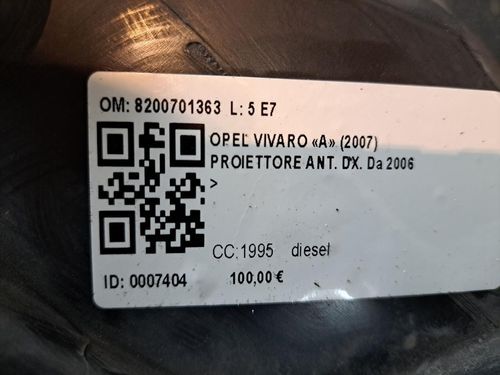 OM: 8200701363 L: 5 E7
OPEL VIVARO «A» (2007)
PROIETTORE ANT. DX. Da 2006
>
CC:1995 diesel
ID: 0007404 100,00 €